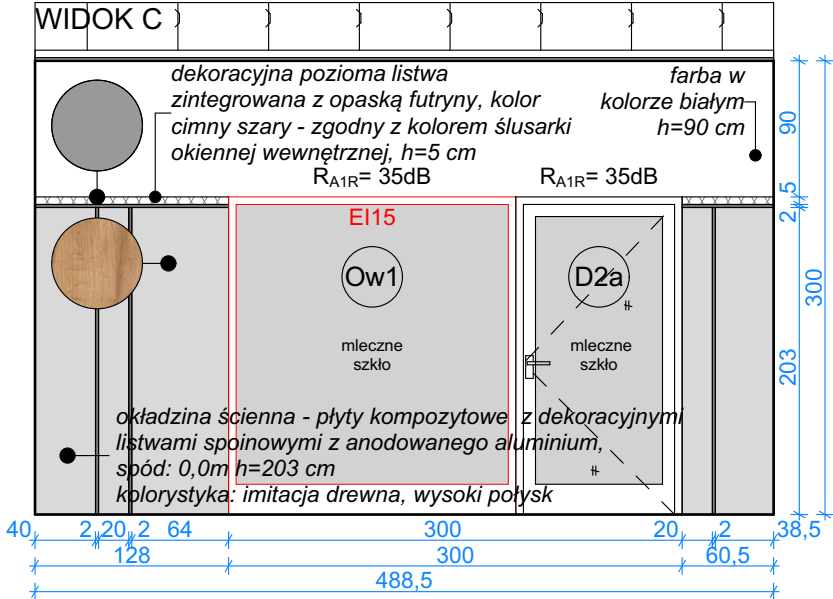 WIDOK C
dekoracyjna pozioma listwa
zintegrowana z opaską futryny, kolor
cimny szary - zgodny z kolorem ślusarki
okiennej wewnętrznej, h=5 cm
farba w
kolorze białym
h=90 cm
RA1R= 35dB
RA1R= 35dB
EI15
Ow1
D2a
mleczne
szkło
mleczne
szkło
okładzina ścienna - płyty kompozytowe z dekoracyjnymi
listwami spoinowymi z anodowanego aluminium,
spód: 0,0m h=203 cm
kolorystyka: imitacja drewna, wysoki połysk
90
5
2
203
300
40 2 20 2 64 300 20 2 38,5
128 300 60,5
488,5